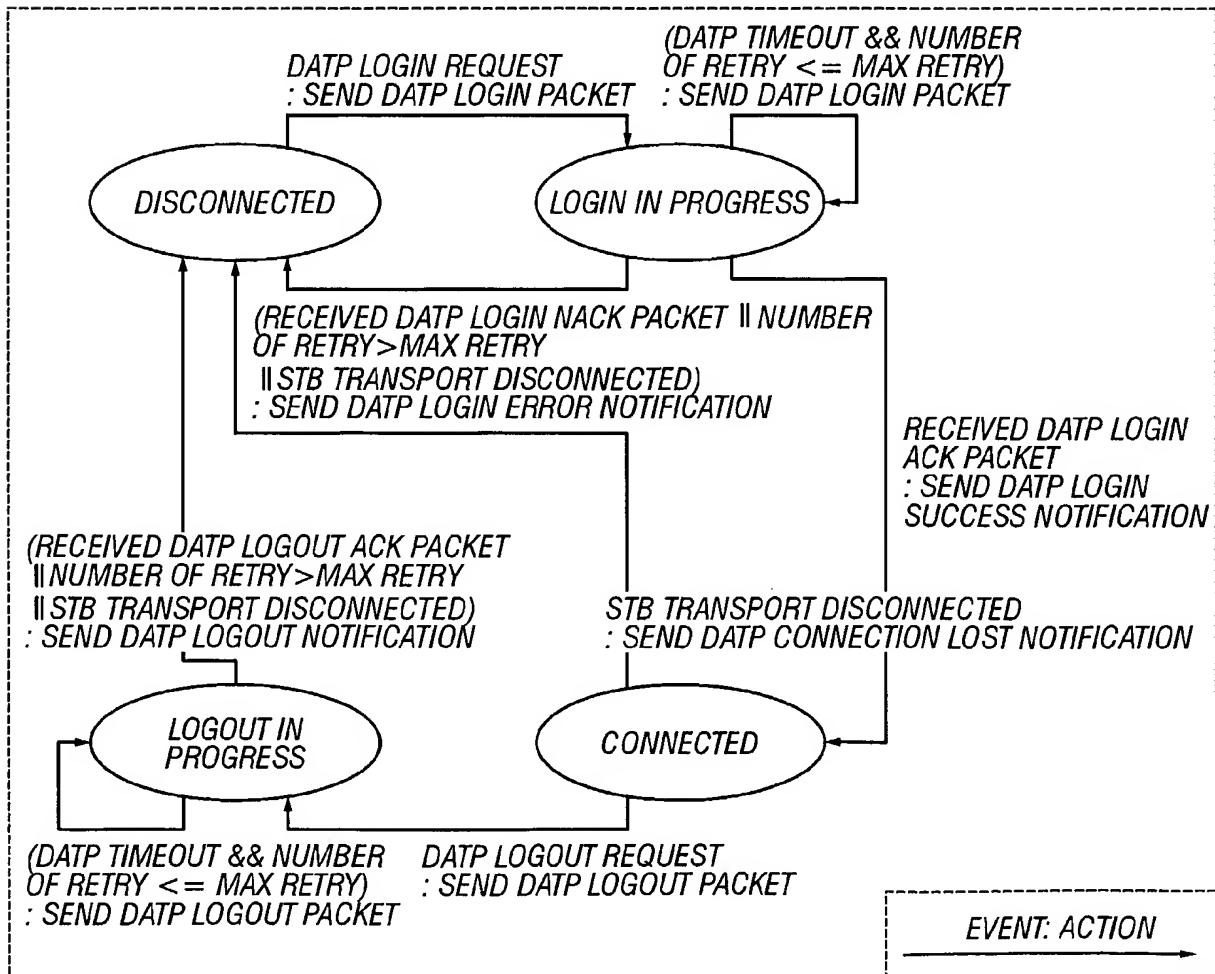 DATP LOGIN REQUEST
: SEND DATP LOGIN PACKET
(DATP TIMEOUT && NUMBER
OF RETRY <= MAX RETRY)
: SEND DATP LOGIN PACKET
DISCONNECTED
LOGIN IN PROGRESS
(RECEIVED DATP LOGIN NACK PACKET || NUMBER
OF RETRY>MAX RETRY
|| STB TRANSPORT DISCONNECTED)
: SEND DATP LOGIN ERROR NOTIFICATION
RECEIVED DATP LOGIN
ACK PACKET
: SEND DATP LOGIN
SUCCESS NOTIFICATION
(RECEIVED DATP LOGOUT ACK PACKET
|| NUMBER OF RETRY>MAX RETRY
|| STB TRANSPORT DISCONNECTED)
: SEND DATP LOGOUT NOTIFICATION
STB TRANSPORT DISCONNECTED
: SEND DATP CONNECTION LOST NOTIFICATION
LOGOUT IN
PROGRESS
CONNECTED
(DATP TIMEOUT && NUMBER
OF RETRY <= MAX RETRY)
: SEND DATP LOGOUT PACKET
DATP LOGOUT REQUEST
: SEND DATP LOGOUT PACKET
EVENT: ACTION